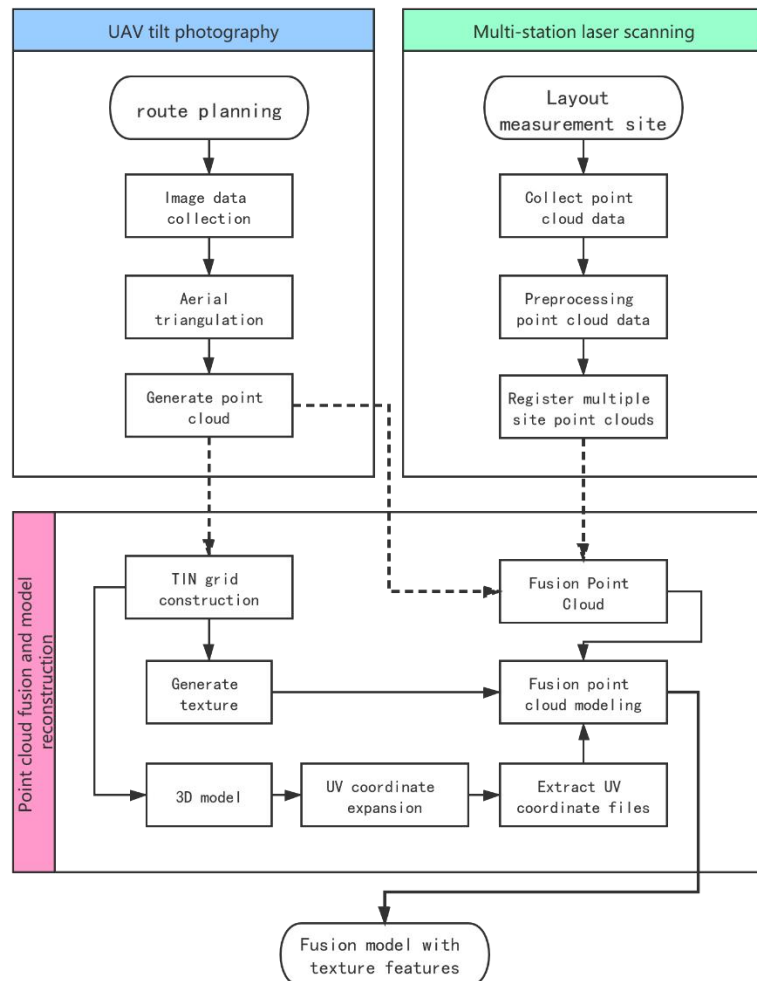 UAV tilt photography
route planning
Image data
collection
Aerial
triangulation
Generate point
cloud
Multi-station laser scanning
Layout
measurement site
Collect point
cloud data
Preprocessing
point cloud data
Register multiple
site point clouds
Point cloud fusion and model
reconstruction
TIN grid
construction
Fusion Point
Cloud
Generate
texture
Fusion point
cloud modeling
3D model
UV coordinate
expansion
Extract UV
coordinate files
Fusion model with
texture features